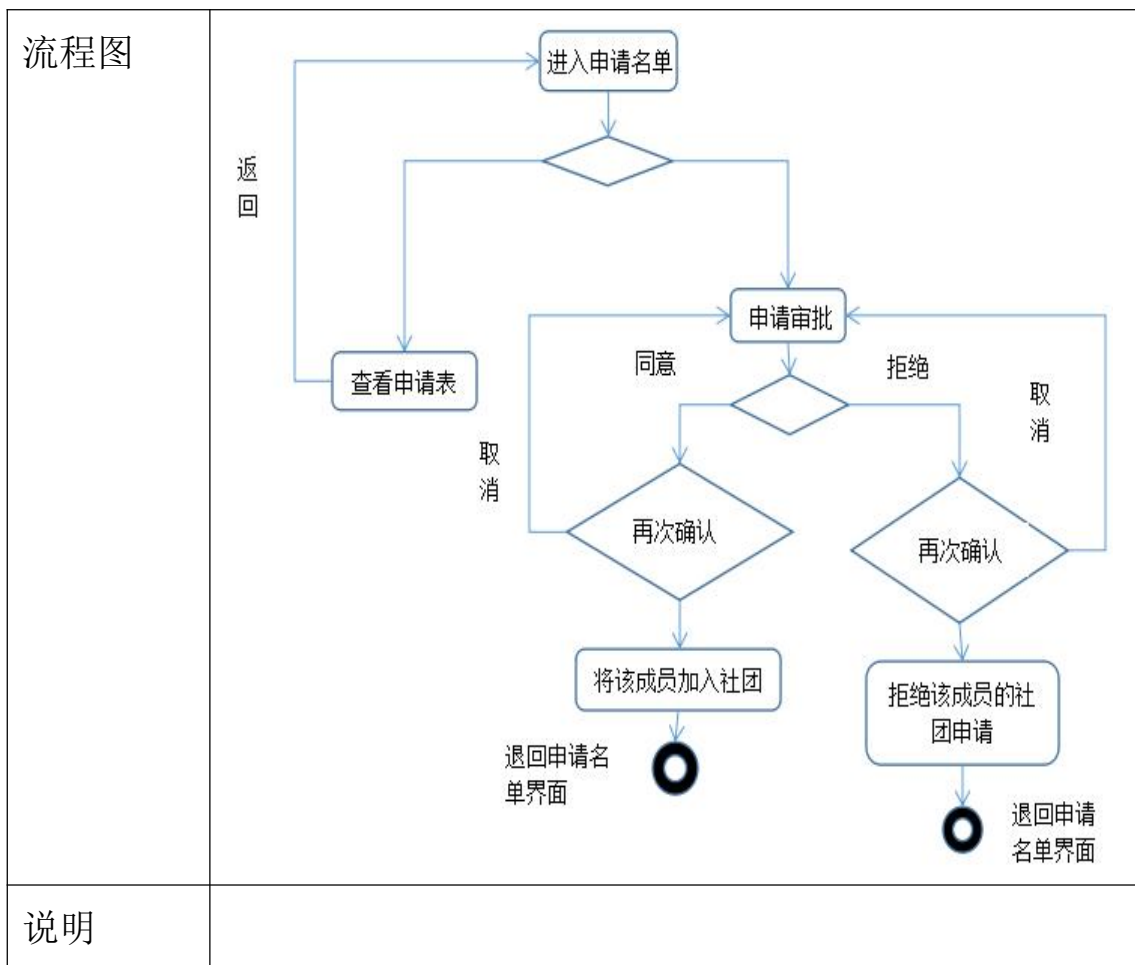 流程图
进入申请名单
返
回
申请审批
同意
拒绝
查看申请表
取
消
取
消
再次确认
再次确认
将该成员加入社团
拒绝该成员的社
团申请
退回申请名
单界面
退回申请
名单界面
说明